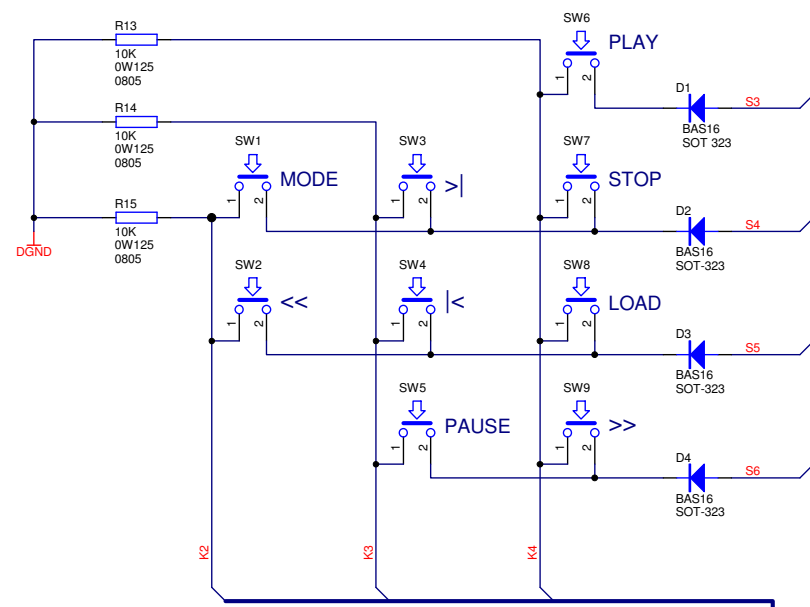 R13
10K
0W125
0805
SW6
PLAY
1
2
D1
S3
BAS16
SOT 323
R14
10K
0W125
0805
SW1
MODE
1
2
SW3
>|
1
2
SW7
STOP
1
2
R15
10K
0W125
0805
DGND
D2
S4
BAS16
SOT-323
SW2
<<
1
2
SW4
|<
1
2
SW8
LOAD
1
2
D3
S5
BAS16
SOT-323
SW5
PAUSE
1
2
SW9
>>
1
2
D4
S6
BAS16
SOT-323
K2
K3
K4